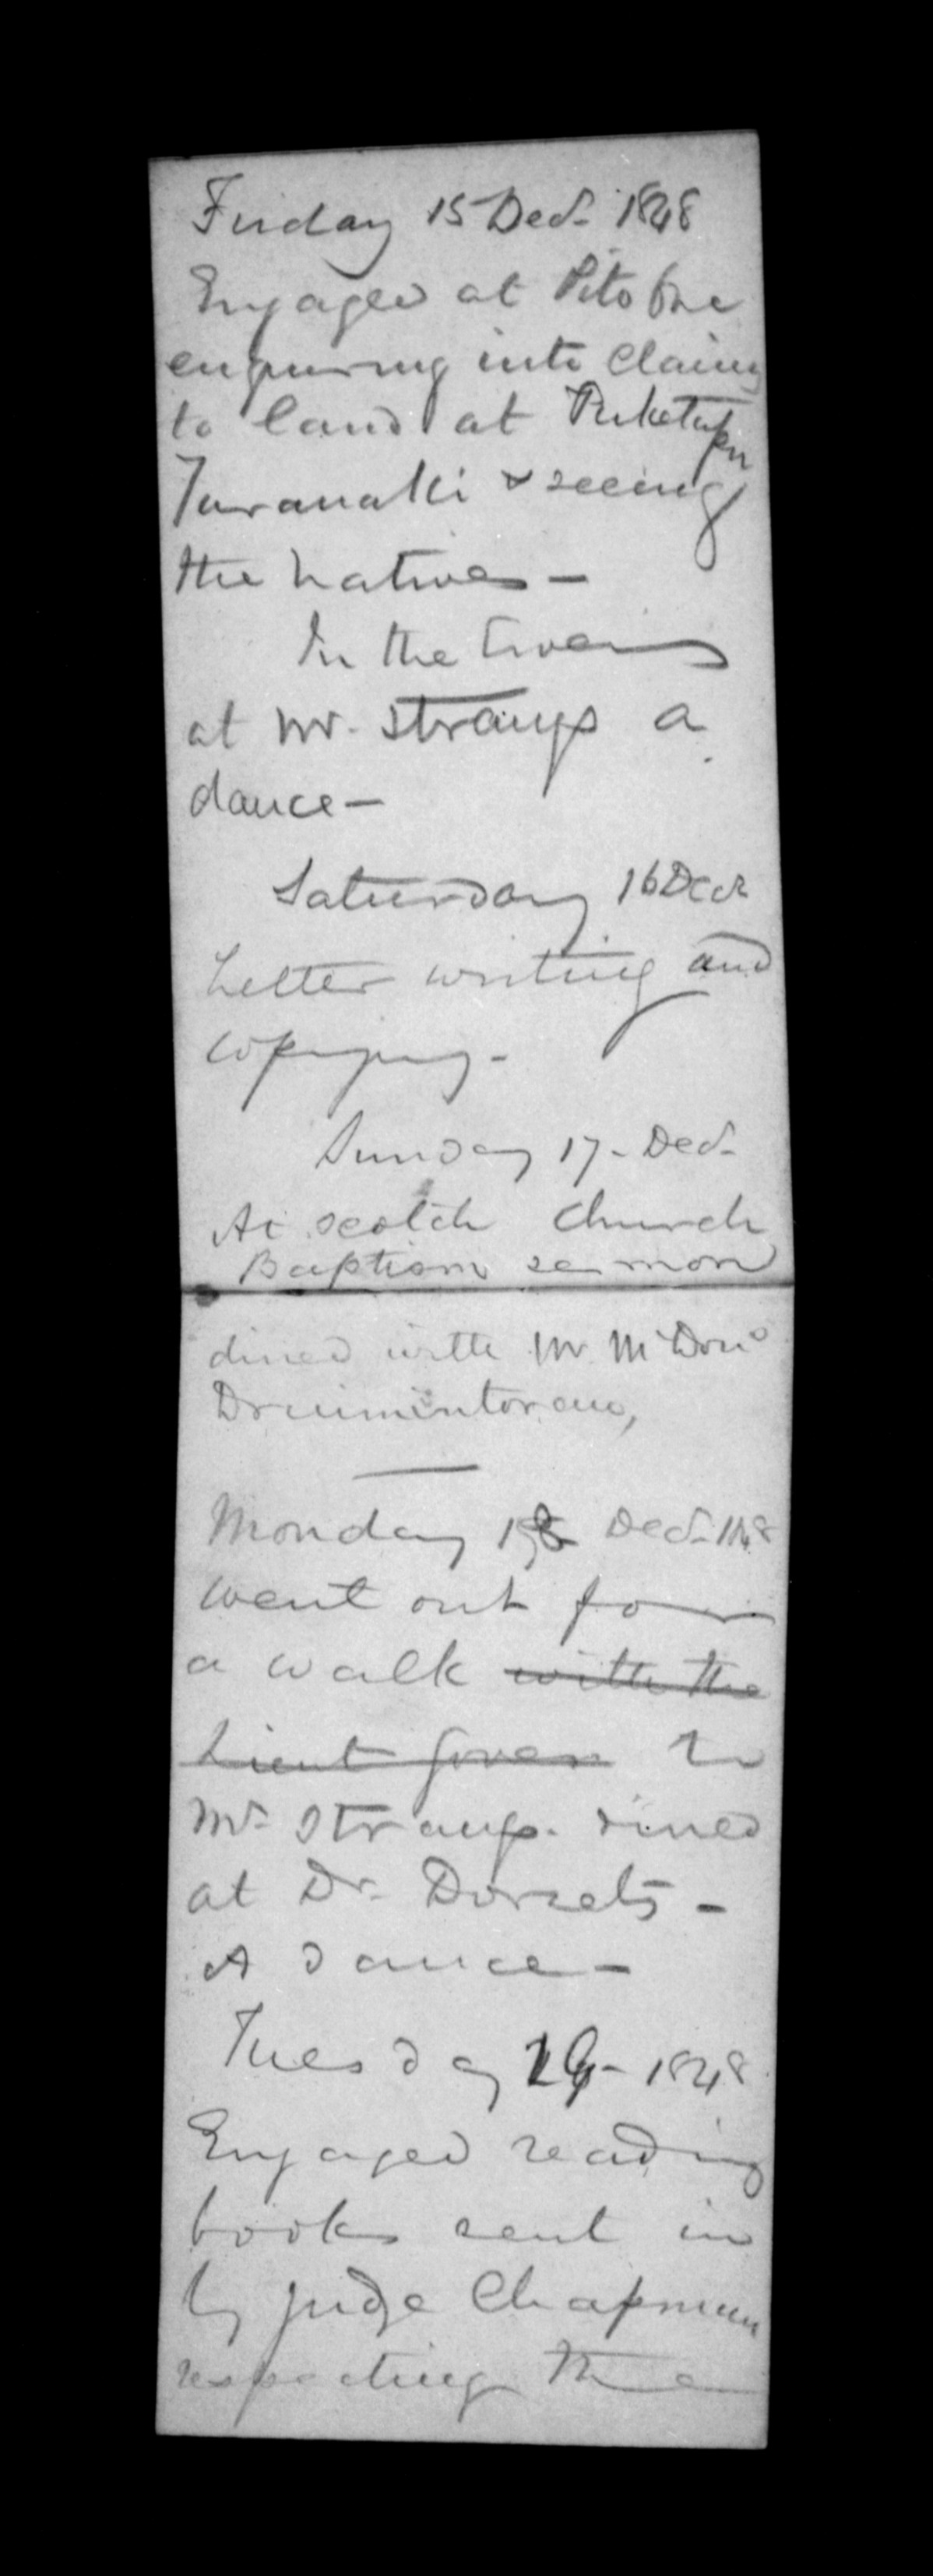 Friday 15 Decr. 1848
Engaged at Pito One
enquiring into claims
to land at Puketapu
Taranaki & seeing
the natives -
In the Evening
at Mr. Strangs a
dance -
Saturday 16 Decr
Letter writing and
copying -
Sunday 17 - Decr.
At scotch Church
Baptism sermon
dined with Mr McDond
Drumintoran,
Monday 18 Decr. 1848
went out for
a walk with the
Lieut Gover to
Mr Strangs. dined
at Dr. Dorsets -
A dance -
Tuesday 19 - 1848
Engaged reading
books sent in
by Judge Chapman
respecting the